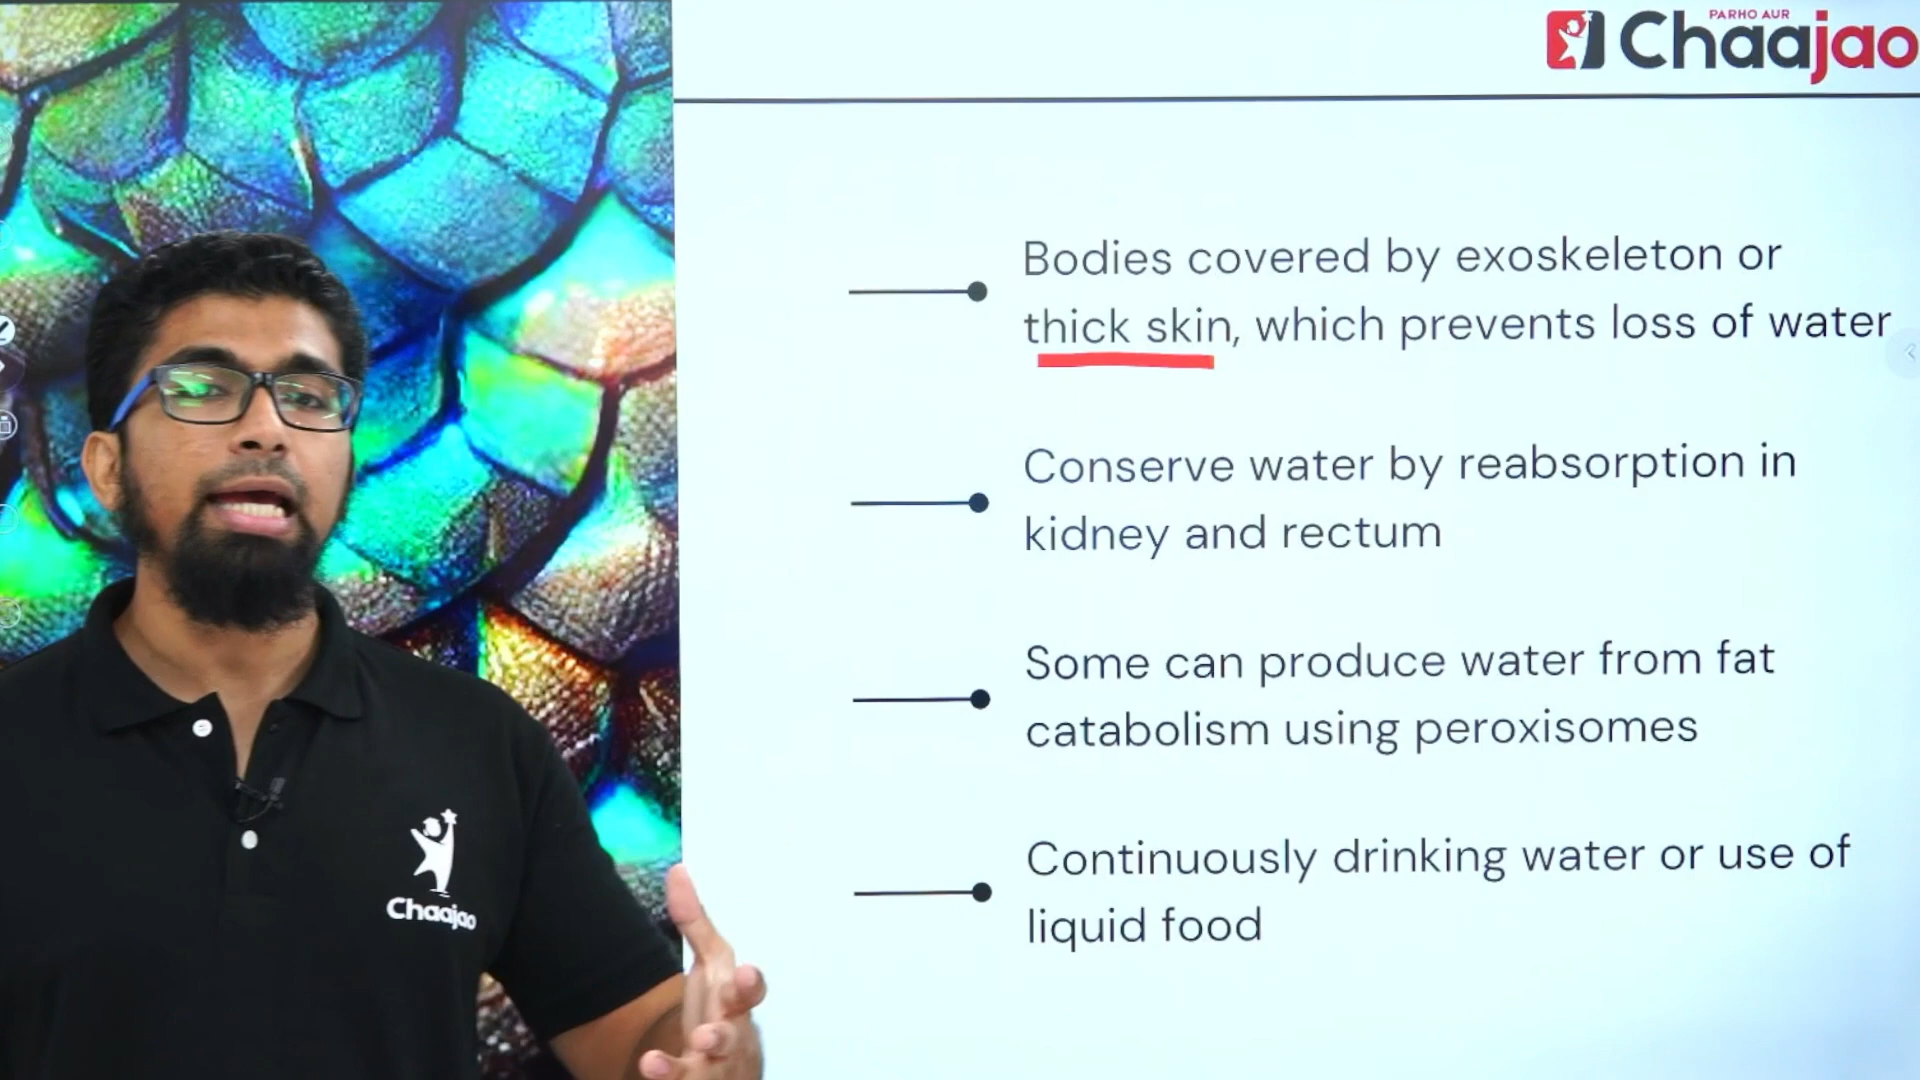 PARHO AUR
Chaajao
Bodies covered by exoskeleton or
thick skin, which prevents loss of water
Conserve water by reabsorption in
kidney and rectum
Some can produce water from fat
catabolism using peroxisomes
Continuously drinking water or use of
liquid food
Chaajao